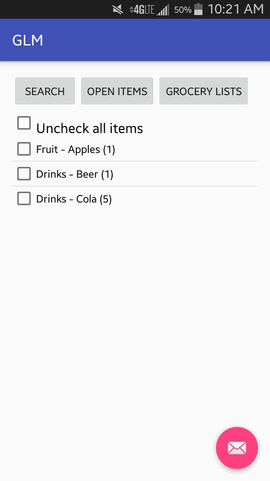 4G LTE 50% 10:21 AM
GLM
SEARCH OPEN ITEMS GROCERY LISTS
Uncheck all items
Fruit - Apples (1)
Drinks - Beer (1)
Drinks - Cola (5)